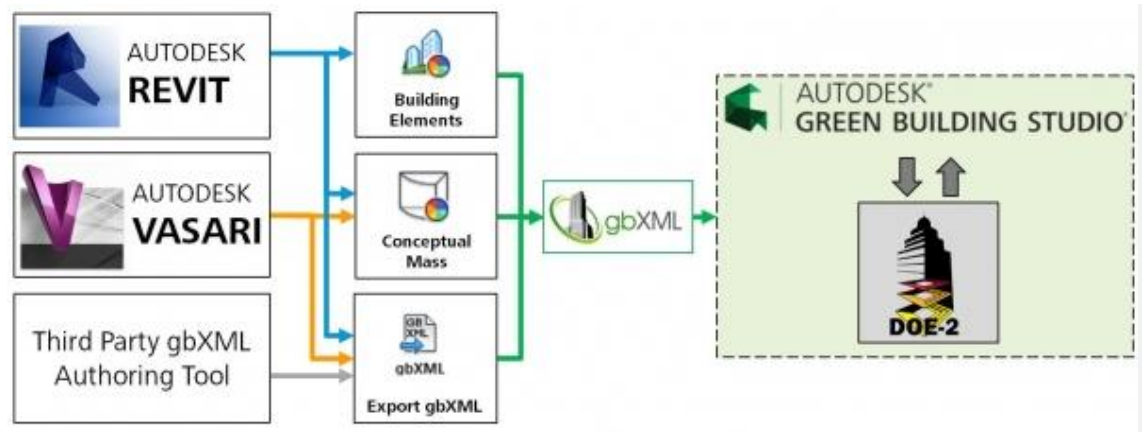 AUTODESK
REVIT
AUTODESK
VASARI
Third Party gbXML
Authoring Tool
Building
Elements
Conceptual
Mass
GB
XML
gbXML
Export gbXML
gbXML
AUTODESK®
GREEN BUILDING STUDIO
DOE-2